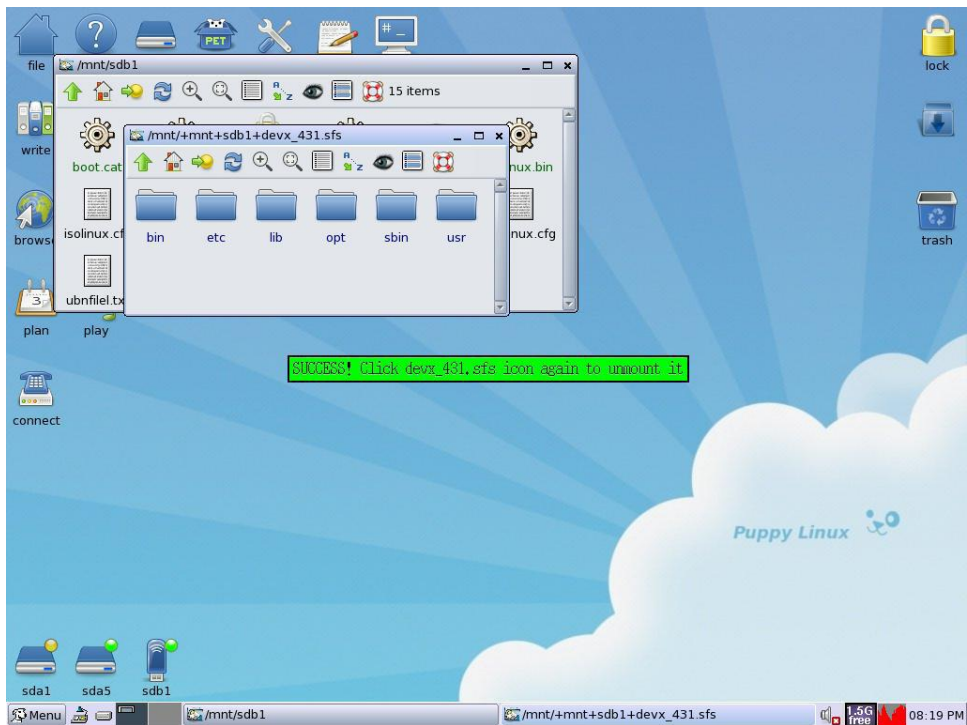 file
lock
write
browse
plan
play
connect
trash
PET
# _
3
/mnt/sdb1
15 items
boot.cat
nux.bin
isolinux.cf
nux.cfg
ubnfilel.tx
/mnt/+mnt+sdb1+devx_431.sfs
bin
etc
lib
opt
sbin
usr
SUCCESS! Click devx_431.sfs icon again to unmount it
Puppy Linux
sda1
sda5
sdb1
Menu
/mnt/sdb1
/mnt/+mnt+sdb1+devx_431.sfs
1.5G
free
08:19 PM